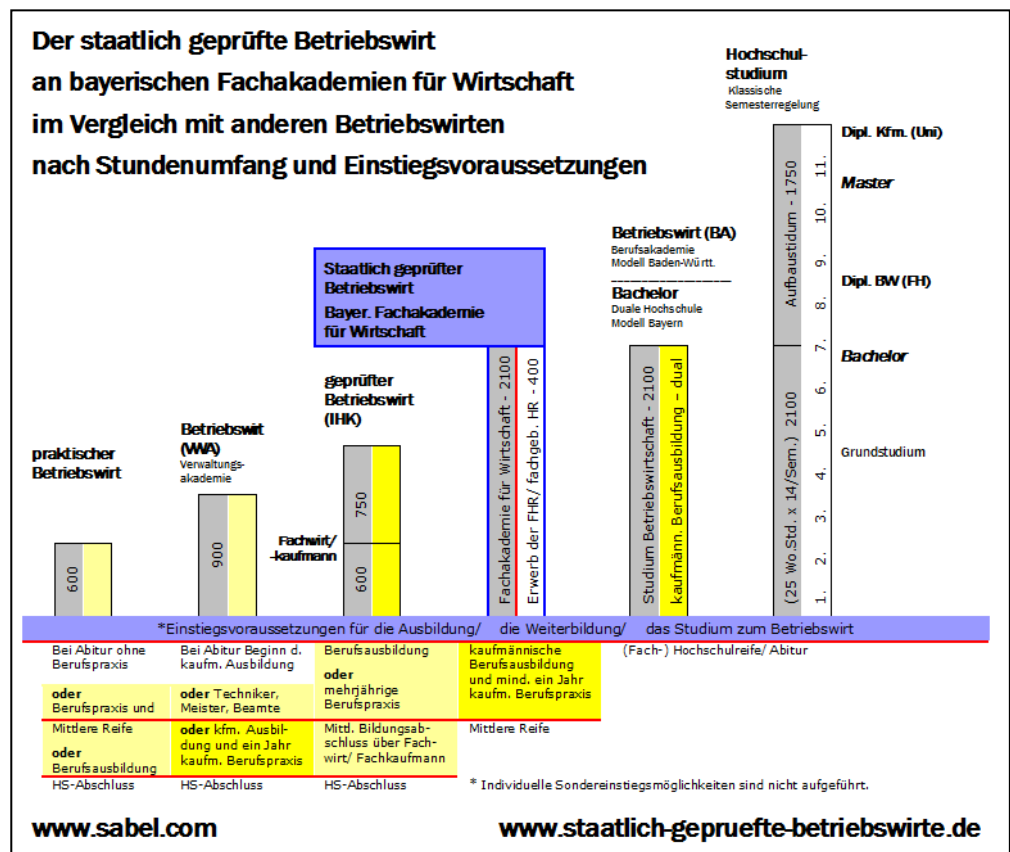 Der staatlich geprüfte Betriebswirt
an bayerischen Fachakademien für Wirtschaft
im Vergleich mit anderen Betriebswirten
nach Stundenumfang und Einstiegsvoraussetzungen
Hochschul-
studium
Klassische
Semesterregelung
praktischer
Betriebswirt
600
Betriebswirt
(VWA)
Verwaltungs-
akademie
900
geprüfter
Betriebswirt
(IHK)
750
Fachwirt/
-kaufmann
600
Staatlich geprüfter
Betriebswirt
Bayer. Fachakademie
für Wirtschaft
Fachakademie für Wirtschaft - 2100
Erwerb der FHR/ fachgeb. HR - 400
Betriebswirt (BA)
Berufsakademie
Modell Baden-Württ.
Bachelor
Duale Hochschule
Modell Bayern
Studium Betriebswirtschaft - 2100
kaufmänn. Berufsausbildung – dual
Aufbaustidum - 1750
(25 Wo.Std. x 14/Sem.) 2100
11.
10.
9.
8.
7.
6.
5.
4.
3.
2.
1.
Dipl. Kfm. (Uni)
Master
Dipl. BW (FH)
Bachelor
Grundstudium
*Einstiegsvoraussetzungen für die Ausbildung/ die Weiterbildung/ das Studium zum Betriebswirt
Bei Abitur ohne
Berufspraxis
oder
Berufspraxis und
Mittlere Reife
oder
Berufsausbildung
HS-Abschluss
Bei Abitur Beginn d.
kaufm. Ausbildung
oder Techniker,
Meister, Beamte
oder kfm. Ausbil-
dung und ein Jahr
kaufm. Berufspraxis
HS-Abschluss
Berufsausbildung
oder
mehrjährige
Berufspraxis
Mittl. Bildungsab-
schluss über Fach-
wirt/ Fachkaufmann
HS-Abschluss
kaufmännische
Berufsausbildung
und mind. ein Jahr
kaufm. Berufspraxis
Mittlere Reife
(Fach-) Hochschulreife/ Abitur
* Individuelle Sondereinstiegsmöglichkeiten sind nicht aufgeführt.
www.sabel.com
www.staatlich-gepruefte-betriebswirte.de